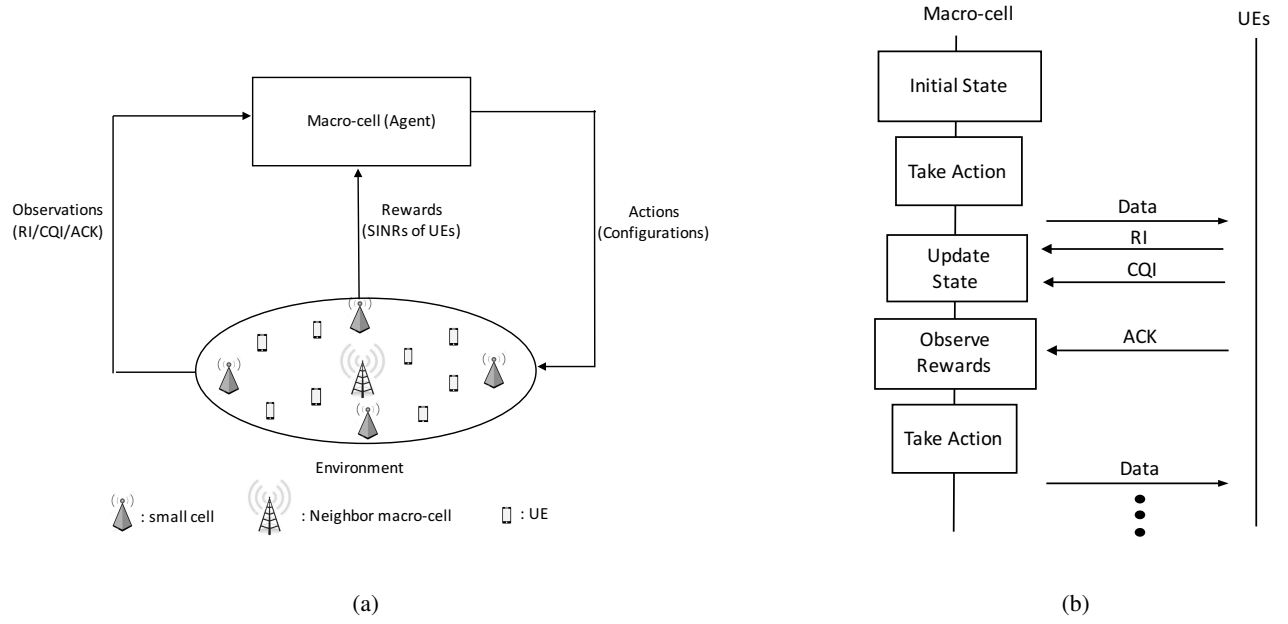 Macro-cell (Agent)
Observations
(RI/CQI/ACK)
Rewards
(SINRs of UEs)
Actions
(Configurations)
Environment
: small cell
: Neighbor macro-cell
: UE
(a)
Macro-cell
UEs
Initial State
Take Action
Data
RI
Update
State
CQI
Observe
Rewards
ACK
Take Action
Data
(b)